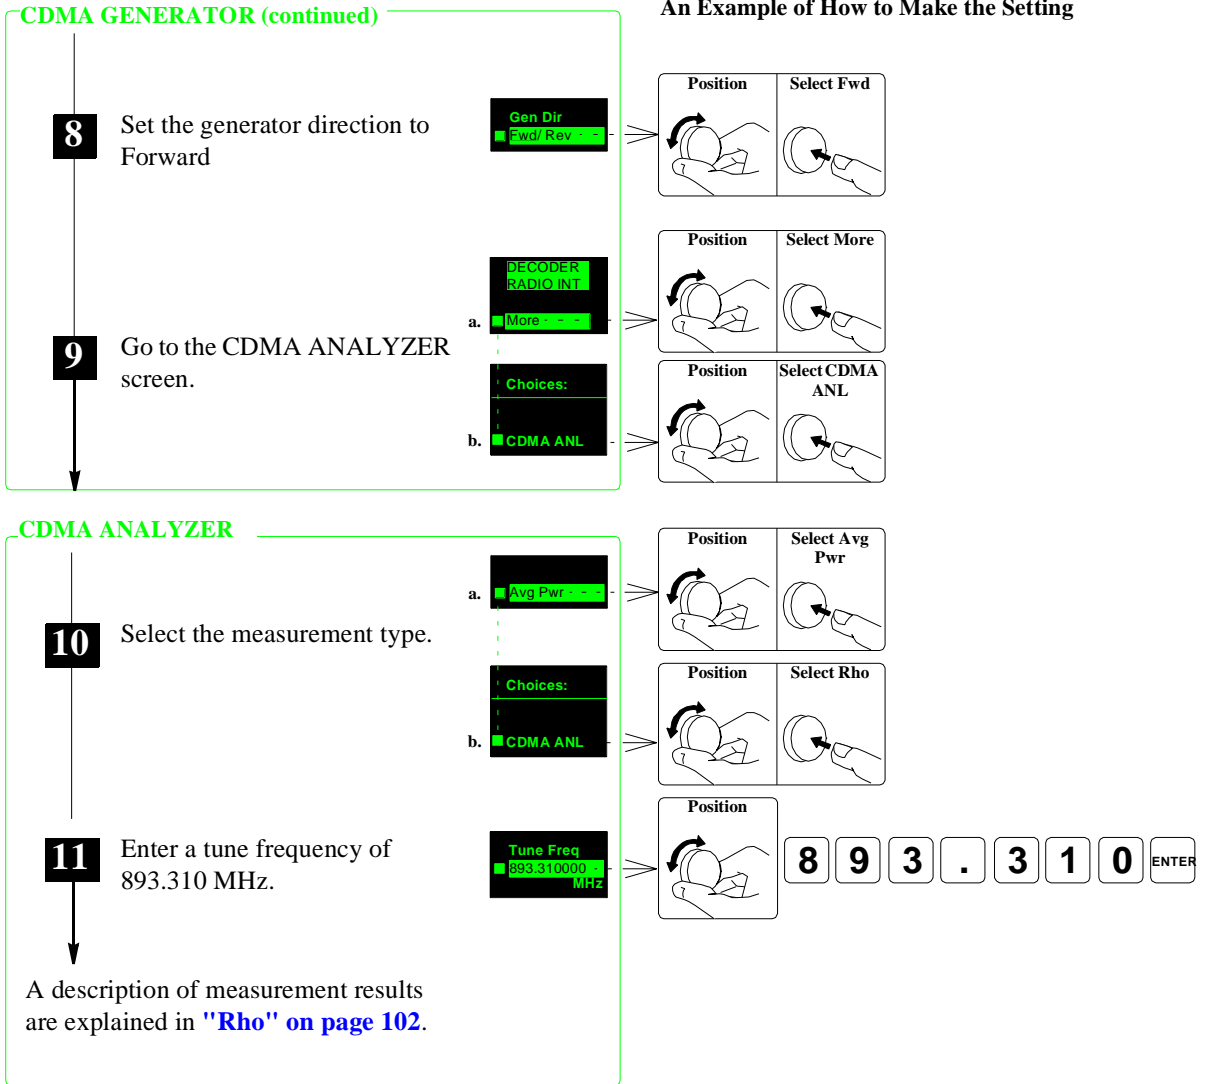 CDMA GENERATOR (continued)
An Example of How to Make the Setting
8
Set the generator direction to
Forward
Gen Dir
Fwd/ Rev - -
Position
Select Fwd
9
Go to the CDMA ANALYZER
screen.
DECODER
RADIO INT
a.
More - - -
Position
Select More
Choices:
b.
CDMA ANL
Position
Select CDMA
ANL
CDMA ANALYZER
10
Select the measurement type.
a.
Avg Pwr - - -
Position
Select Avg
Pwr
Choices:
b.
CDMA ANL
Position
Select Rho
11
Enter a tune frequency of
893.310 MHz.
Tune Freq
893.310000 -
MHz
Position
8 9 3 . 3 1 0 ENTER
A description of measurement results
are explained in "Rho" on page 102.